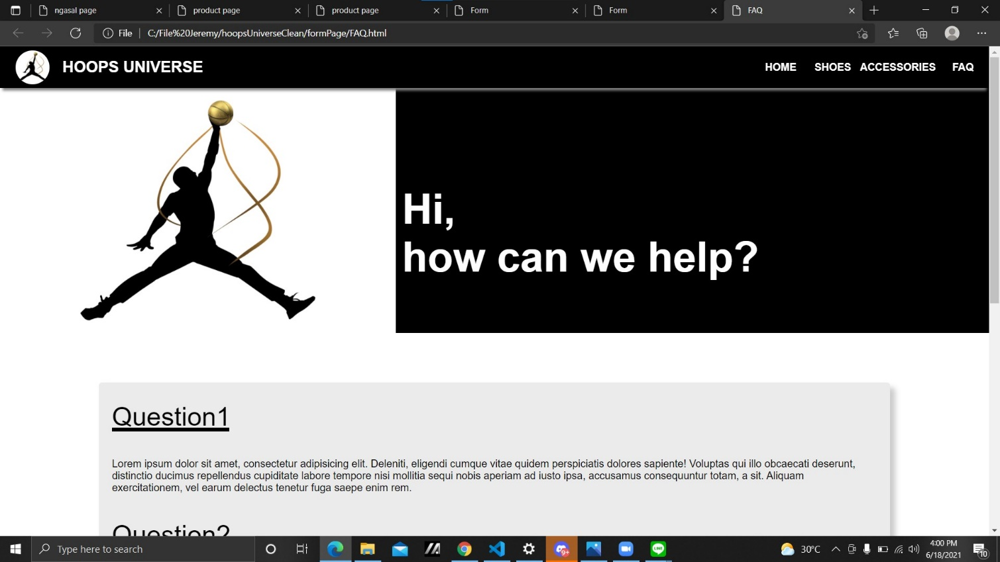 ngasal page
product page
product page
Form
Form
FAQ
File
C:/File%20Jeremy/hoopsUniverseClean/formPage/FAQ.html
HOOPS UNIVERSE
HOME SHOES ACCESSORIES FAQ
Hi,
how can we help?
Question1
Lorem ipsum dolor sit amet, consectetur adipisicing elit. Deleniti, eligendi cumque vitae quidem perspiciatis dolores sapiente! Voluptas qui illo obcaecati deserunt,
distinctio ducimus repellendus cupiditate labore tempore nisi mollitia sequi nobis aperiam ad iusto ipsa, accusamus consequuntur totam, a sit. Aliquam
exercitationem, vel earum delectus tenetur fuga saepe enim rem.
Question2
Type here to search
9+
LINE
30°C
4:00 PM
6/18/2021
10